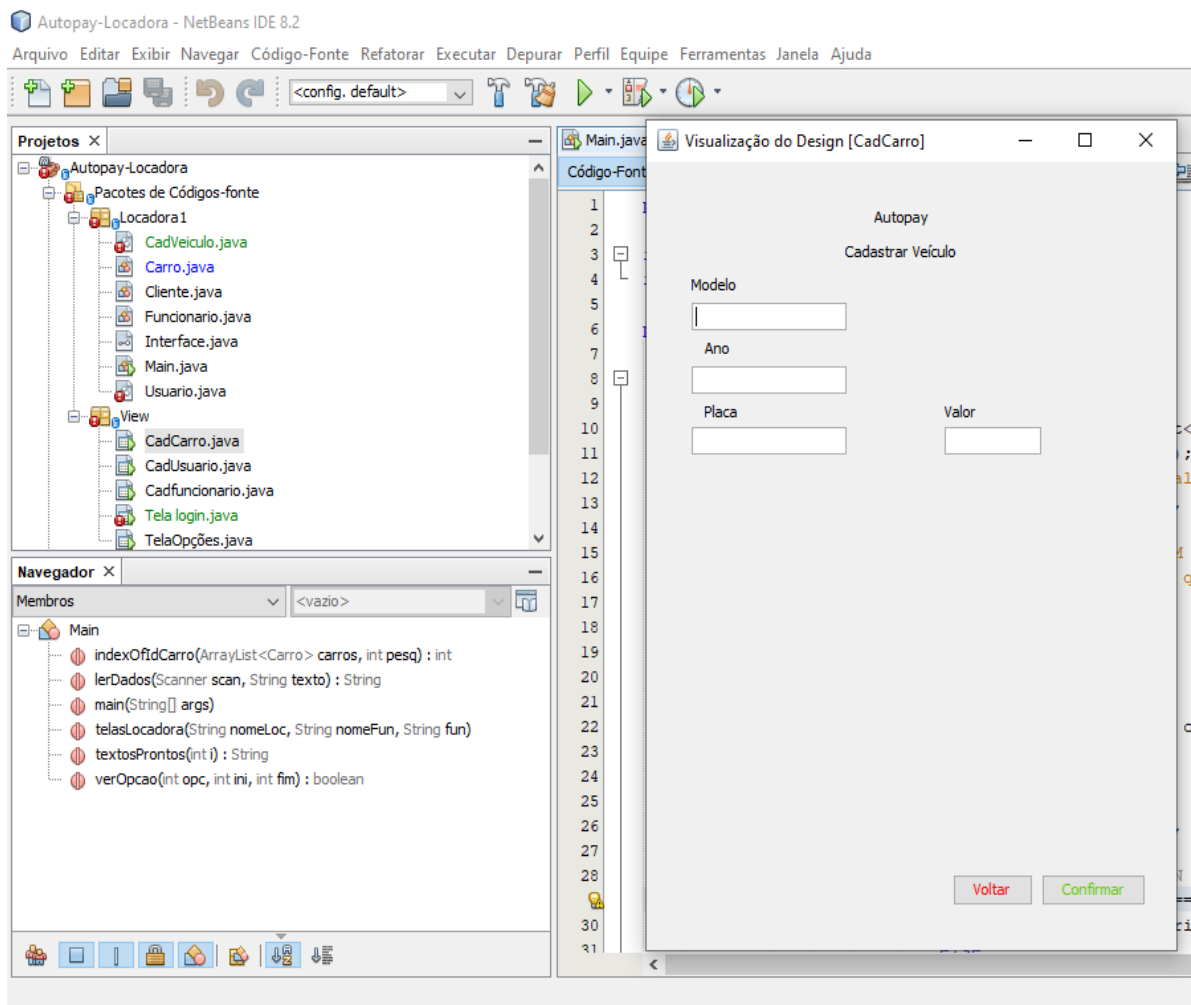 Autopay-Locadora - NetBeans IDE 8.2
Arquivo Editar Exibir Navegar Código-Fonte Refatorar Executar Depurar Perfil Equipe Ferramentas Janela Ajuda
<config. default>
Projetos
Autopay-Locadora
Pacotes de Códigos-fonte
Locadora1
CadVeiculo.java
Carro.java
Cliente.java
Funcionario.java
Interface.java
Main.java
Usuario.java
View
CadCarro.java
CadUsuario.java
Cadfuncionario.java
Tela login.java
TelaOpções.java
Navegador
Membros
<vazio>
Main
indexOfIdCarro(ArrayList<Carro> carros, int pesq) : int
lerDados(Scanner scan, String texto) : String
main(String[] args)
telasLocadora(String nomeLoc, String nomeFun, String fun)
textosProntos(int i) : String
verOpcao(int opc, int ini, int fim) : boolean
Main.java
Código-Font
1
2
3
4
5
6
7
8
9
10
11
12
13
14
15
16
17
18
19
20
21
22
23
24
25
26
27
28
30
31
Visualização do Design [CadCarro]
Autopay
Cadastrar Veículo
Modelo
Ano
Placa
Valor
Voltar
Confirmar